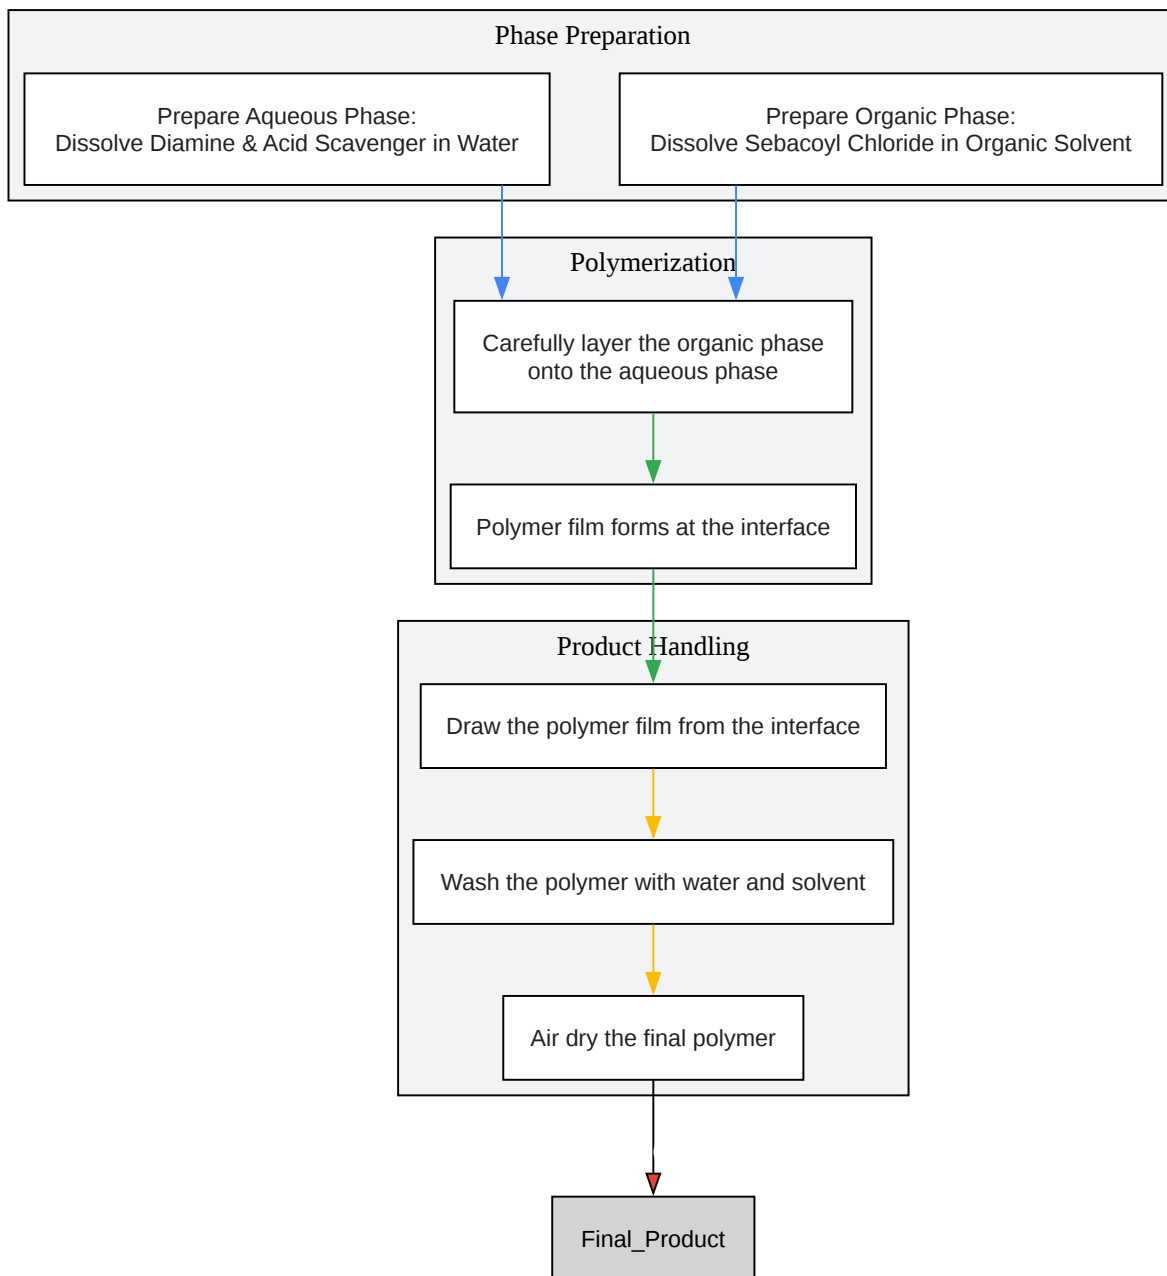 Phase Preparation
Prepare Aqueous Phase:
Dissolve Diamine & Acid Scavenger in Water
Prepare Organic Phase:
Dissolve Sebacoyl Chloride in Organic Solvent
Polymerization
Carefully layer the organic phase
onto the aqueous phase
Polymer film forms at the interface
Product Handling
Draw the polymer film from the interface
Wash the polymer with water and solvent
Air dry the final polymer
Final_Product